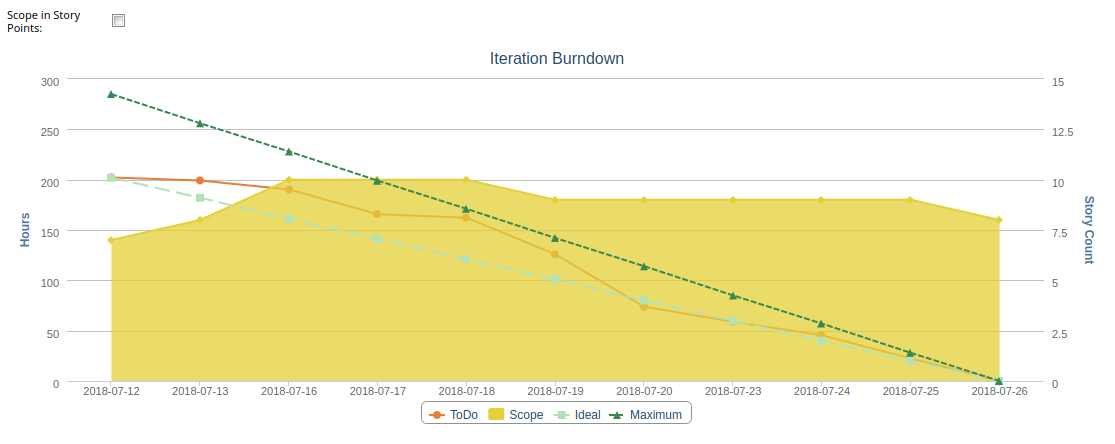 Scope in Story
Points:
Iteration Burndown
300
15
250
12.5
200
10
150
7.5
100
5
50
2.5
0
0
Hours
Story Count
2018-07-12 2018-07-13 2018-07-16 2018-07-17 2018-07-18 2018-07-19 2018-07-20 2018-07-23 2018-07-24 2018-07-25 2018-07-26
ToDo Scope Ideal Maximum